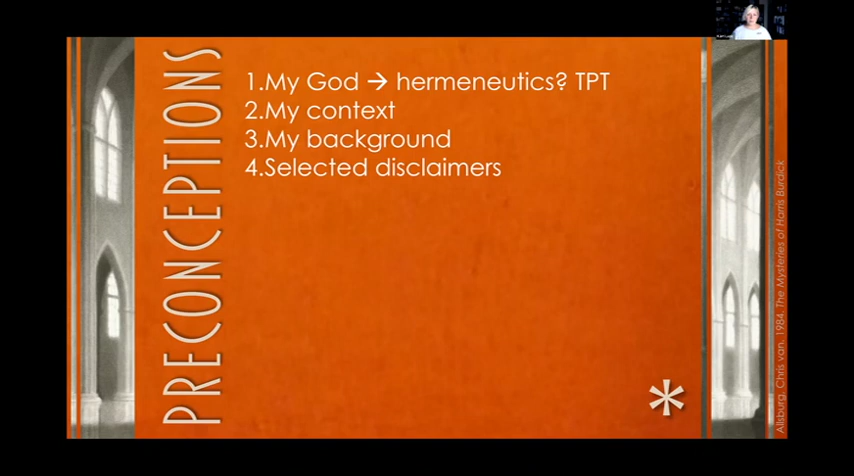 PRECONCEPTIONS
1.My God → hermeneutics? TPT
2.My context
3.My background
4.Selected disclaimers
*
Allsburg, Chris van. 1984. The Mysteries of Harris Burdick